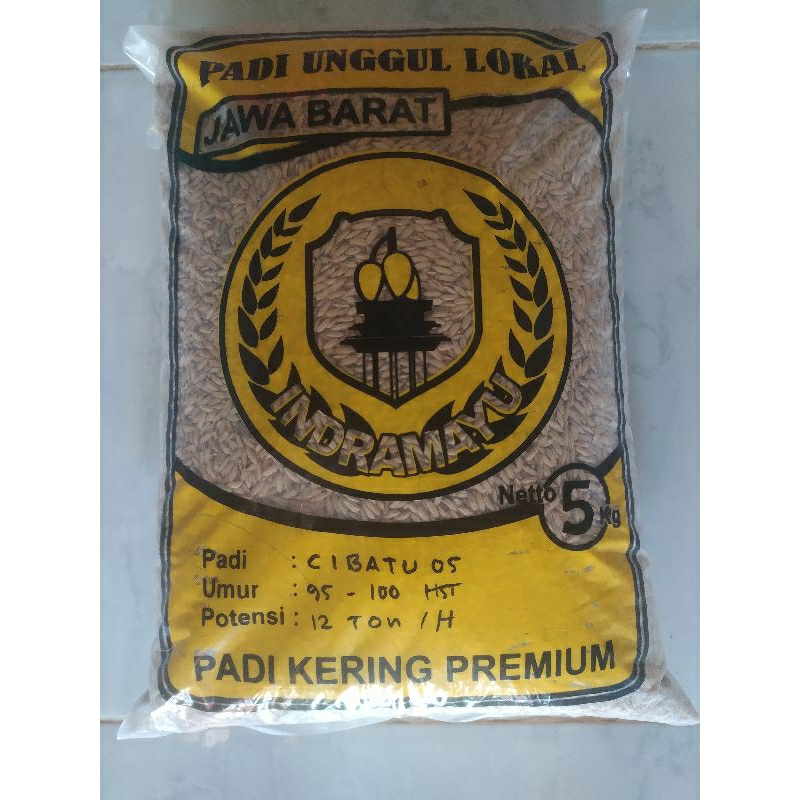 PADI UNGGUL LOKAL
JAWA BARAT
INDRAMAYU
Netto 5 Kg
Padi : CIBATU 05
Umur : 95 - 100 HST
Potensi : 12 TON /H
PADI KERING PREMIUM